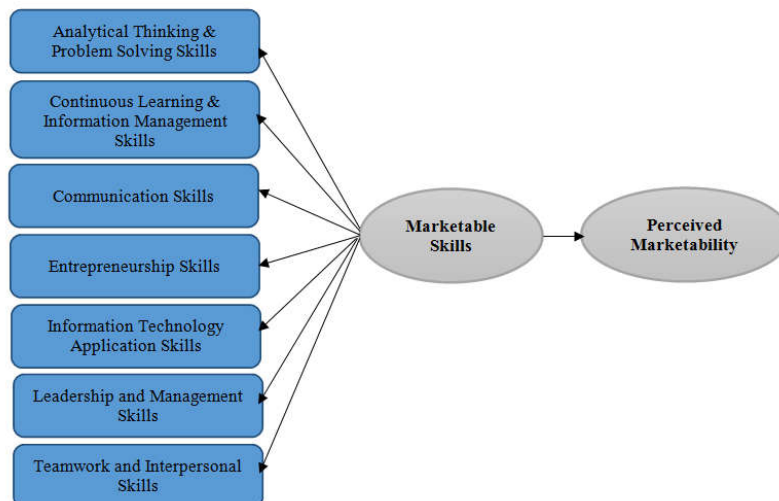 Analytical Thinking &
Problem Solving Skills
Continuous Learning &
Information Management
Skills
Communication Skills
Entrepreneurship Skills
Information Technology
Application Skills
Leadership and Management
Skills
Teamwork and Interpersonal
Skills
Marketable
Skills
Perceived
Marketability